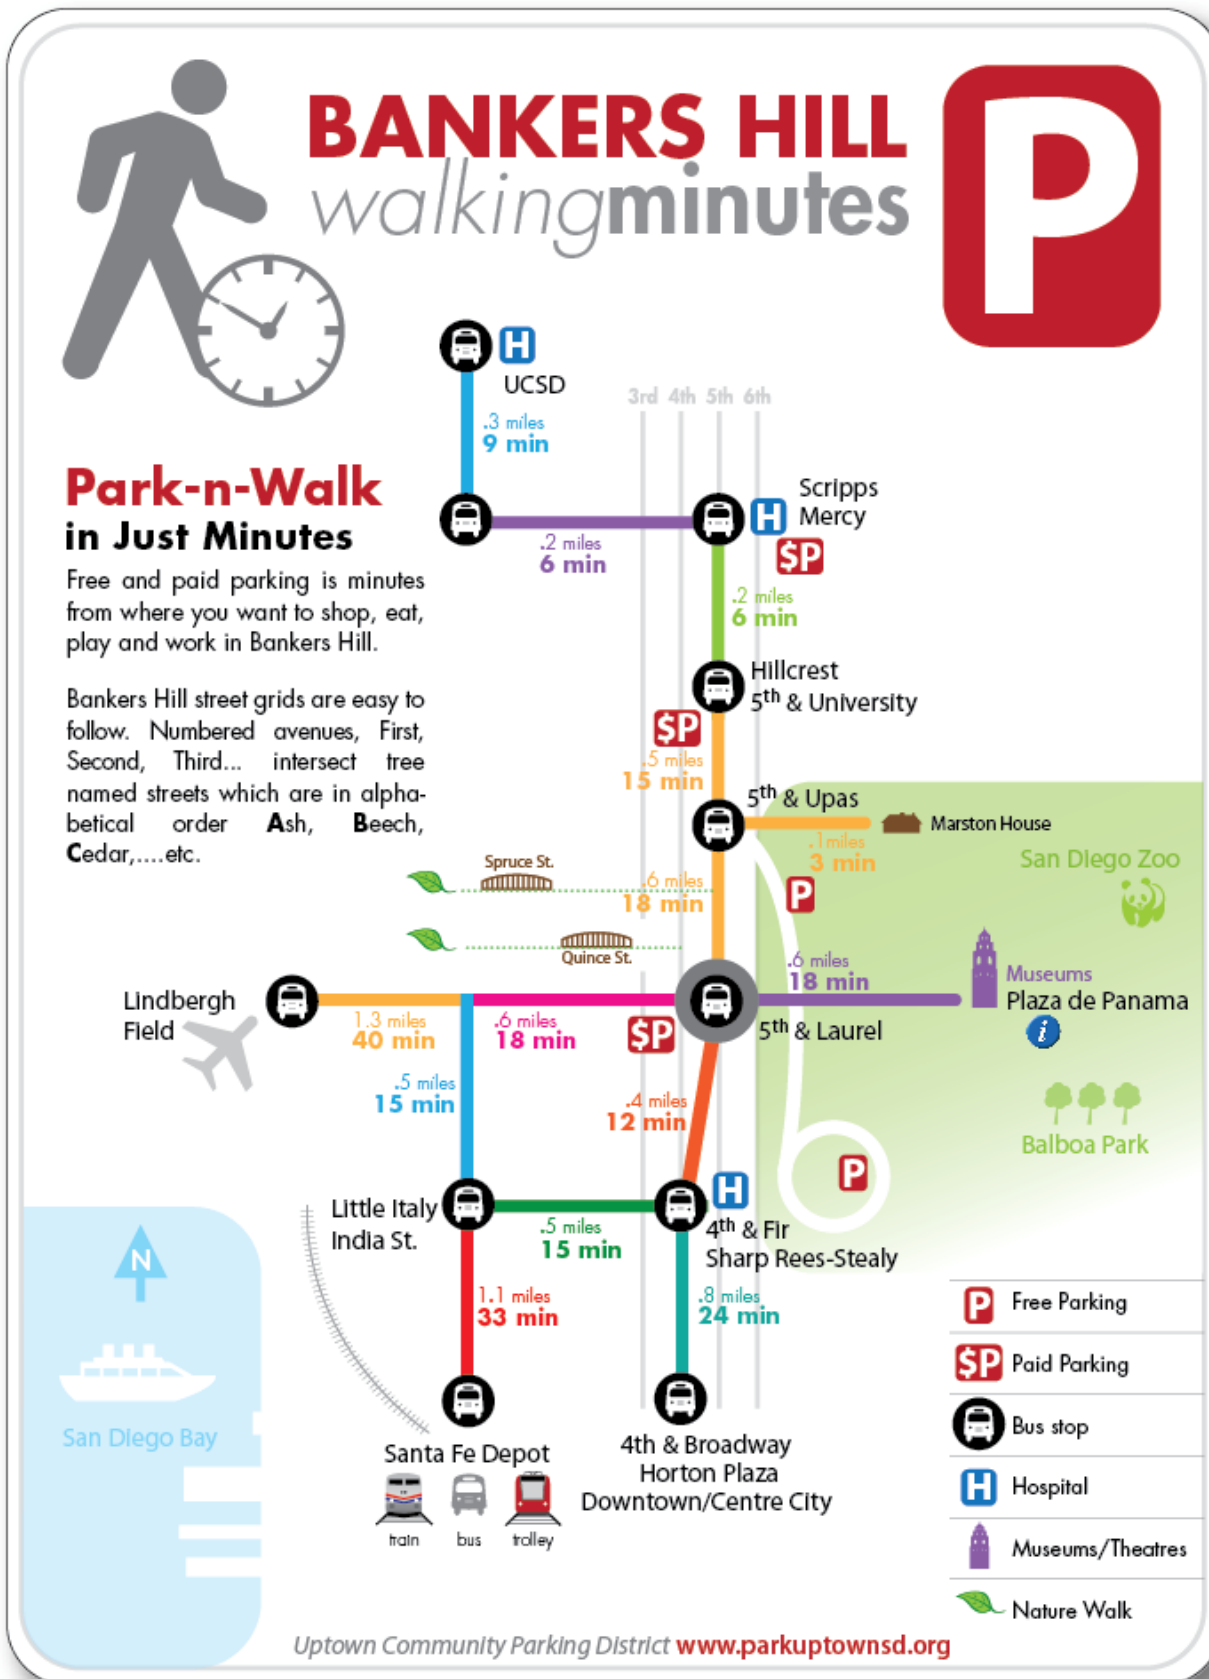 BANKERS HILL
walkingminutes
P
H
UCSD
3rd 4th 5th 6th
.3 miles
9 min
Park-n-Walk
in Just Minutes
Free and paid parking is minutes
from where you want to shop, eat,
play and work in Bankers Hill.
Bankers Hill street grids are easy to
follow. Numbered avenues, First,
Second, Third... intersect tree
named streets which are in alpha-
betical order Ash, Beech,
Cedar,....etc.
Scripps
Mercy
H
$P
.2 miles
6 min
.2 miles
6 min
Hillcrest
5th & University
$P
.5 miles
15 min
5th & Upas
Marston House
.1miles
3 min
San Diego Zoo
Spruce St.
.6 miles
18 min
P
Quince St.
.6 miles
18 min
Museums
Plaza de Panama
i
Lindbergh
Field
1.3 miles
40 min
.6 miles
18 min
$P
5th & Laurel
.5 miles
15 min
.4 miles
12 min
Balboa Park
P
H
Little Italy
India St.
.5 miles
15 min
4th & Fir
Sharp Rees-Stealy
N
1.1 miles
33 min
.8 miles
24 min
San Diego Bay
Santa Fe Depot
train bus trolley
4th & Broadway
Horton Plaza
Downtown/Centre City
P Free Parking
$P Paid Parking
Bus stop
H Hospital
Museums/Theatres
Nature Walk
Uptown Community Parking District www.parkuptownsd.org